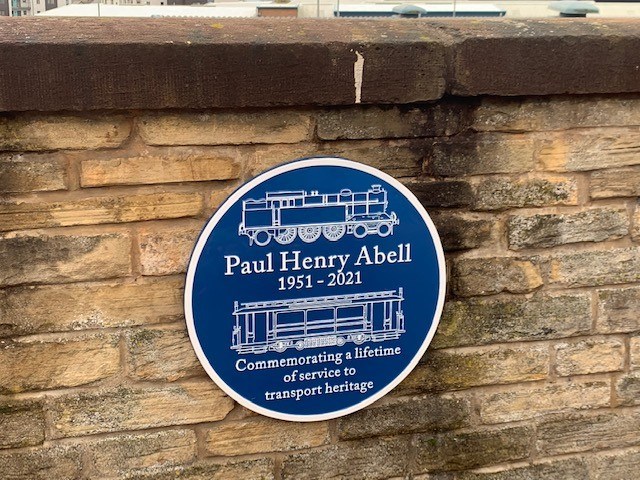 Paul Henry Abell
1951 - 2021
Commemorating a lifetime
of service to
transport heritage